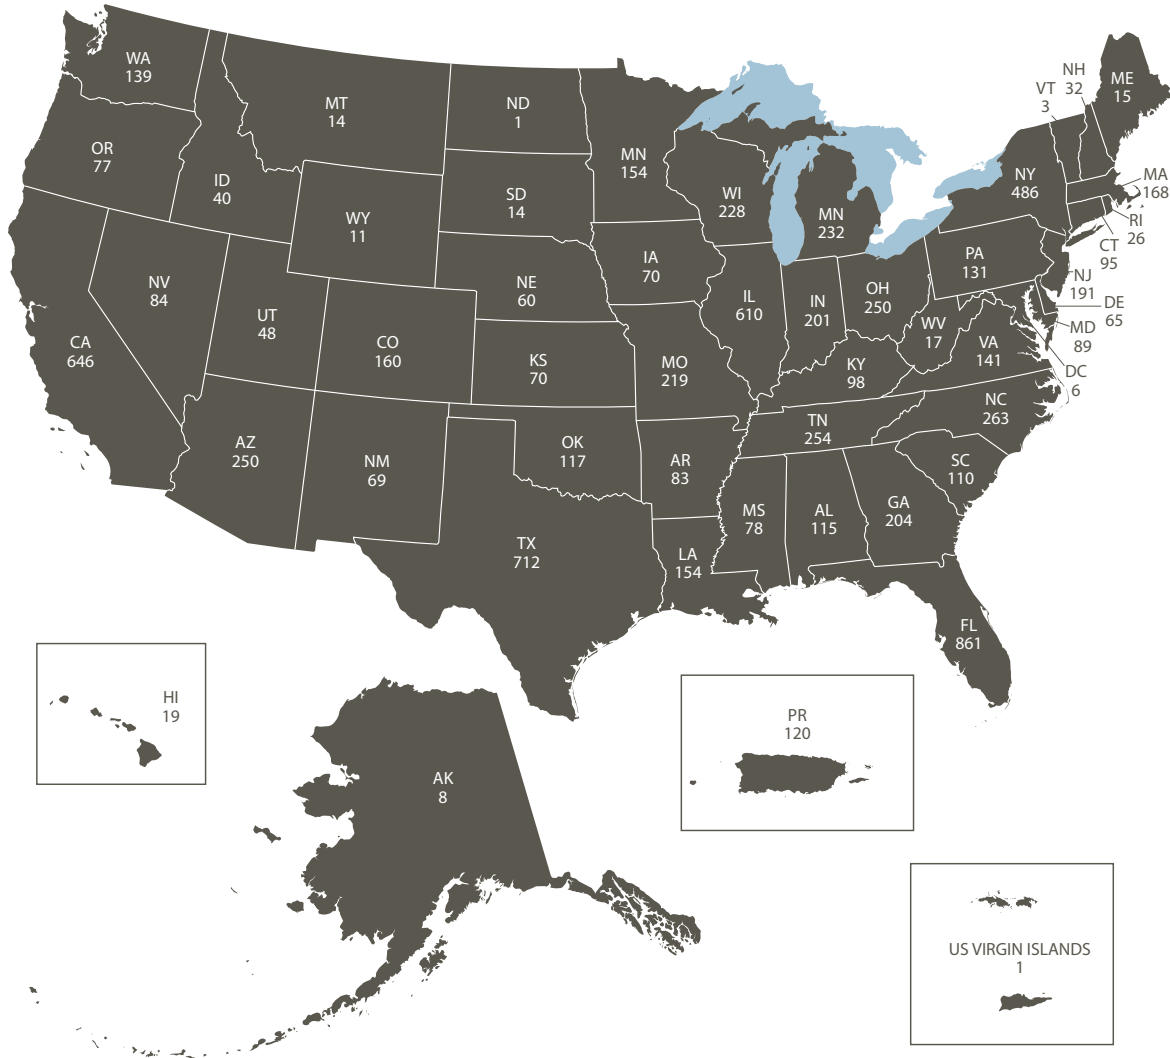 WA
139
MT
14
ND
1
MN
154
VT
3
NH
32
ME
15
OR
77
ID
40
SD
14
WI
228
MN
232
NY
486
MA
168
WY
11
RI
26
IA
70
PA
131
CT
95
NV
84
NE
60
IL
610
IN
201
OH
250
NJ
191
UT
48
DE
65
CA
646
CO
160
KS
70
MO
219
KY
98
WV
17
VA
141
MD
89
DC
6
NC
263
TN
254
AZ
250
NM
69
OK
117
AR
83
SC
110
MS
78
AL
115
GA
204
TX
712
LA
154
FL
861
HI
19
PR
120
AK
8
US VIRGIN ISLANDS
1